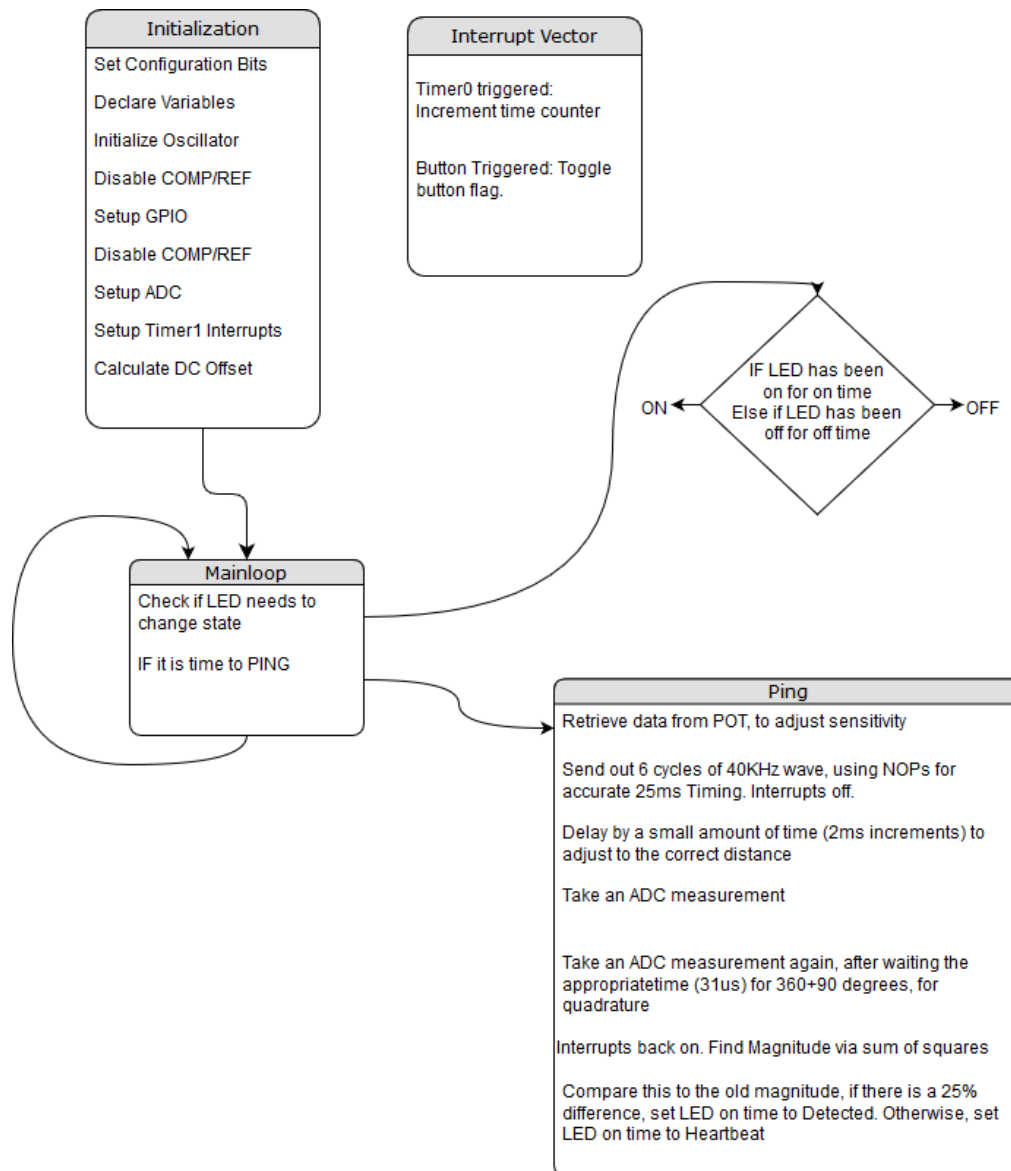 Initialization
Set Configuration Bits
Declare Variables
Initialize Oscillator
Disable COMP/REF
Setup GPIO
Disable COMP/REF
Setup ADC
Setup Timer1 Interrupts
Calculate DC Offset
Interrupt Vector
Timer0 triggered:
Increment time counter
Button Triggered: Toggle
button flag.
IF LED has been
on for on time
Else if LED has been
off for off time
ON
OFF
Mainloop
Check if LED needs to
change state
IF it is time to PING
Ping
Retrieve data from POT, to adjust sensitivity
Send out 6 cycles of 40KHz wave, using NOPs for
accurate 25ms Timing. Interrupts off.
Delay by a small amount of time (2ms increments) to
adjust to the correct distance
Take an ADC measurement
Take an ADC measurement again, after waiting the
appropriatetime (31us) for 360+90 degrees, for
quadrature
Interrupts back on. Find Magnitude via sum of squares
Compare this to the old magnitude, if there is a 25%
difference, set LED on time to Detected. Otherwise, set
LED on time to Heartbeat